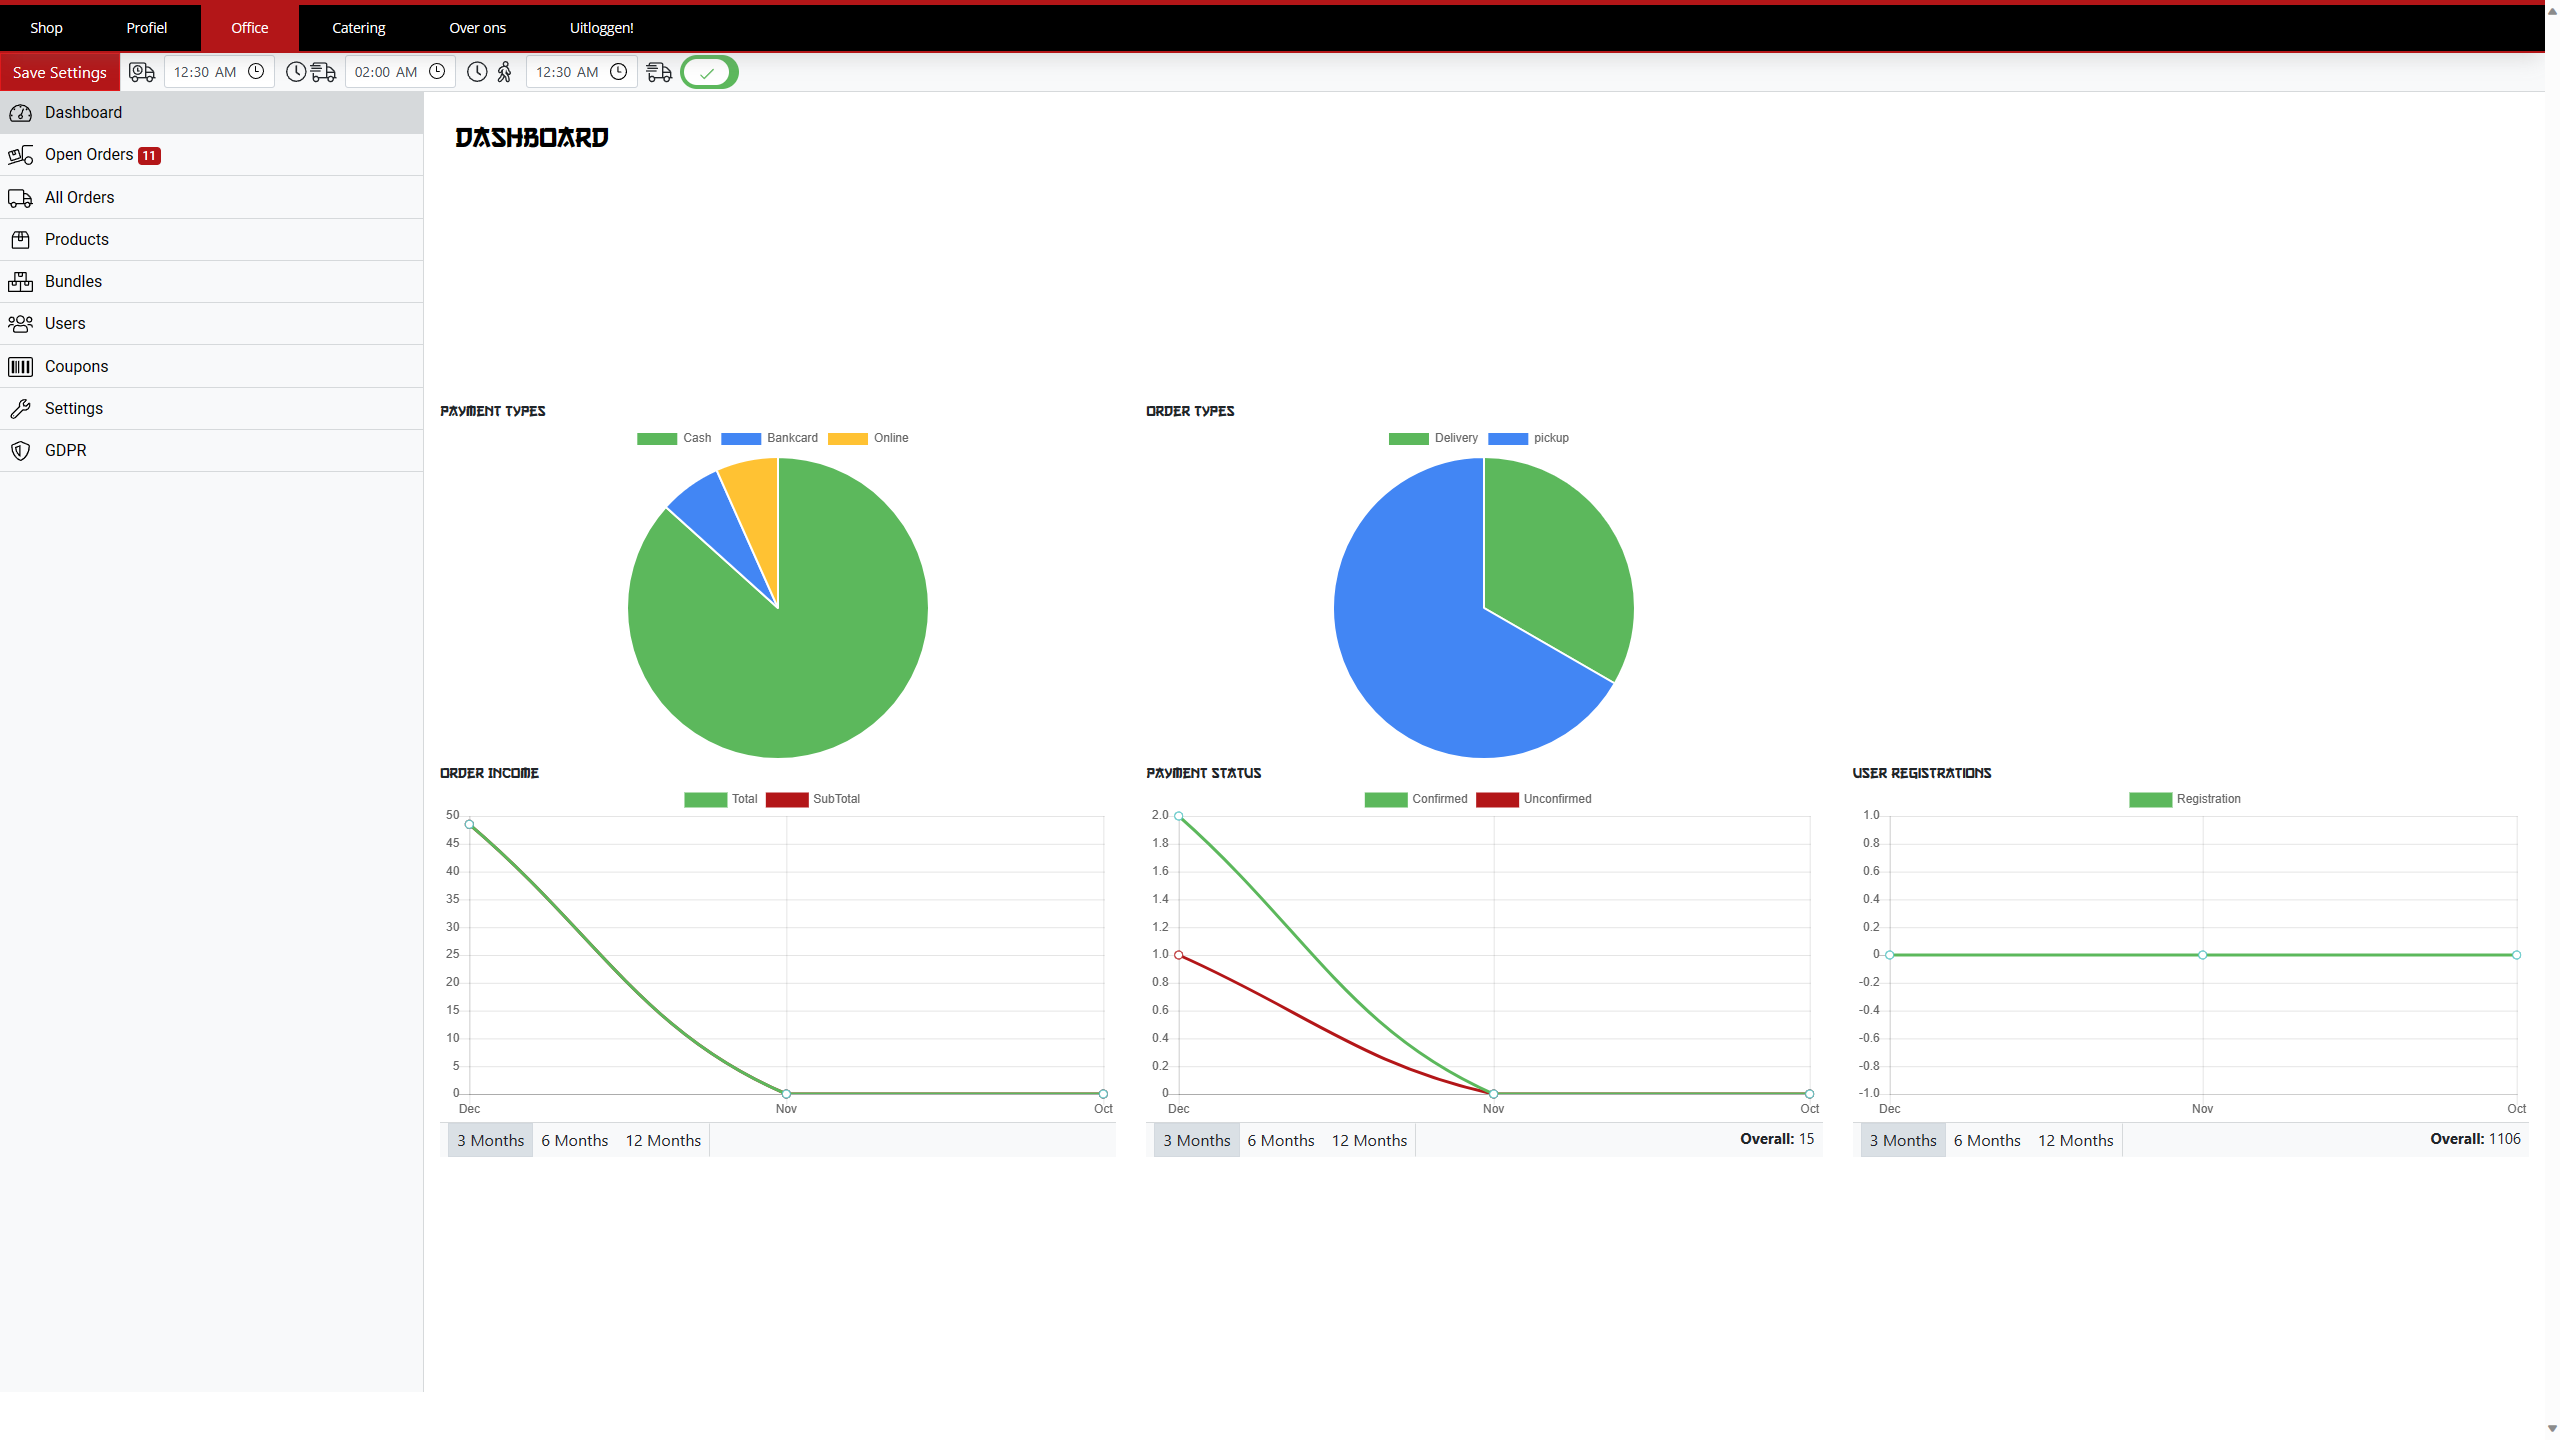 Shop Profiel Office Catering Over ons Uitloggen!
Save Settings 12:30 AM 02:00 AM 12:30 AM
Dashboard
Open Orders 11
All Orders
Products
Bundles
Users
Coupons
Settings
GDPR
DASHBOARD
PAYMENT TYPES
Cash Bankcard Online
ORDER TYPES
Delivery pickup
ORDER INCOME
Total SubTotal
50
45
40
35
30
25
20
15
10
5
0
Dec Nov Oct
3 Months 6 Months 12 Months
PAYMENT STATUS
Confirmed Unconfirmed
2.0
1.8
1.6
1.4
1.2
1.0
0.8
0.6
0.4
0.2
0
Dec Nov Oct
3 Months 6 Months 12 Months Overall: 15
USER REGISTRATIONS
Registration
1.0
0.8
0.6
0.4
0.2
0
-0.2
-0.4
-0.6
-0.8
-1.0
Dec Nov Oct
3 Months 6 Months 12 Months Overall: 1106